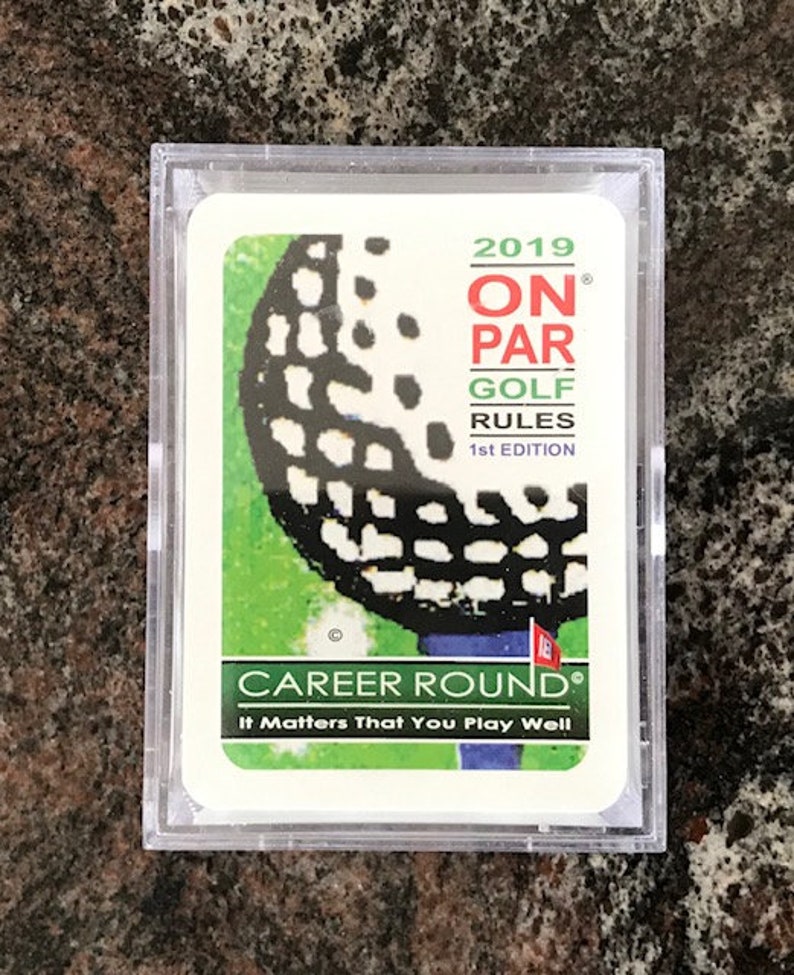 2019
ON®
PAR
GOLF
RULES
1st EDITION
©
CAREER ROUND©
It Matters That You Play Well